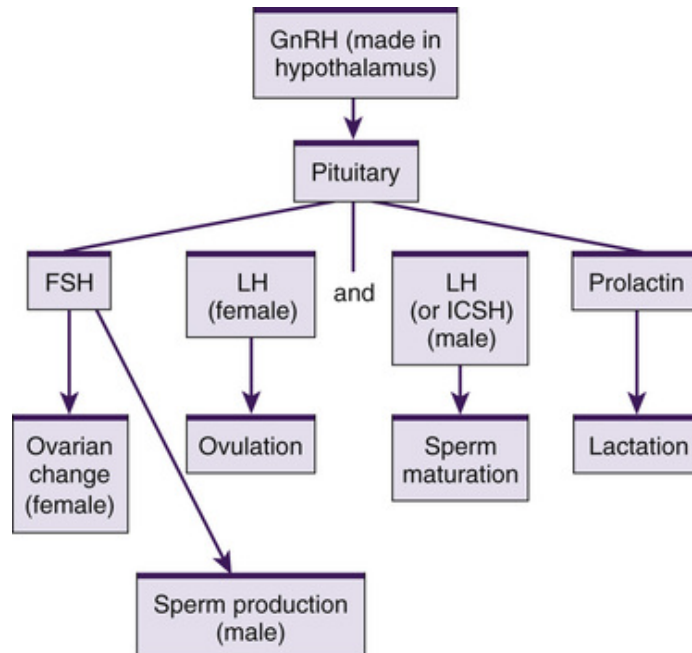 GnRH (made in
hypothalamus)
Pituitary
FSH
LH
(female)
and
LH
(or ICSH)
(male)
Prolactin
Ovarian
change
(female)
Ovulation
Sperm
maturation
Lactation
Sperm production
(male)